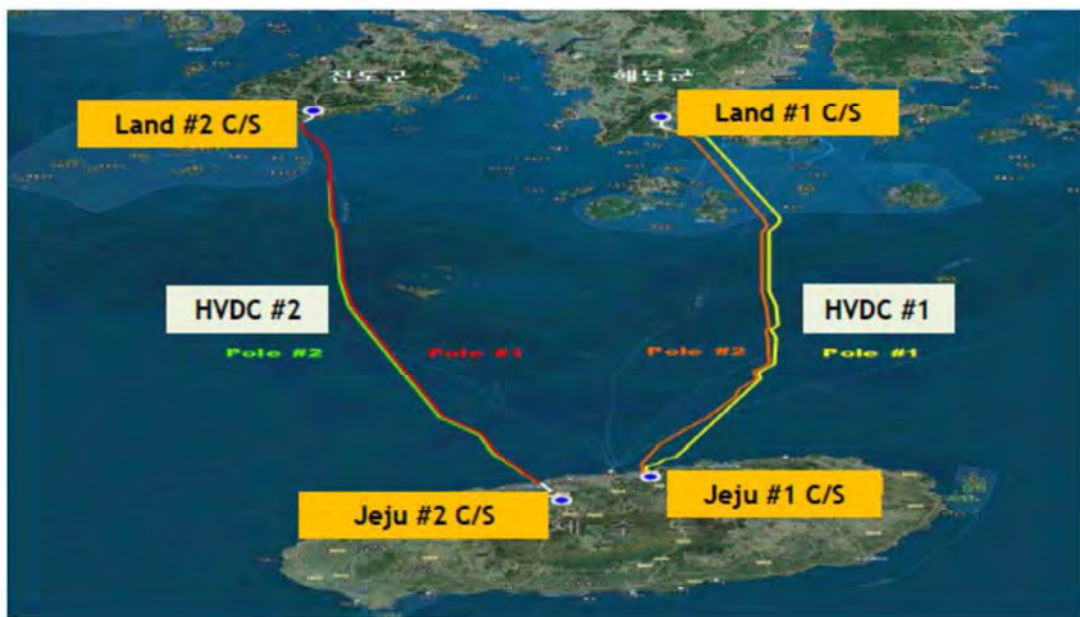 진도군
해남군
Land #2 C/S
Land #1 C/S
HVDC #2
HVDC #1
Pole #2
Pole #1
Pole #2
Pole #1
Jeju #2 C/S
Jeju #1 C/S